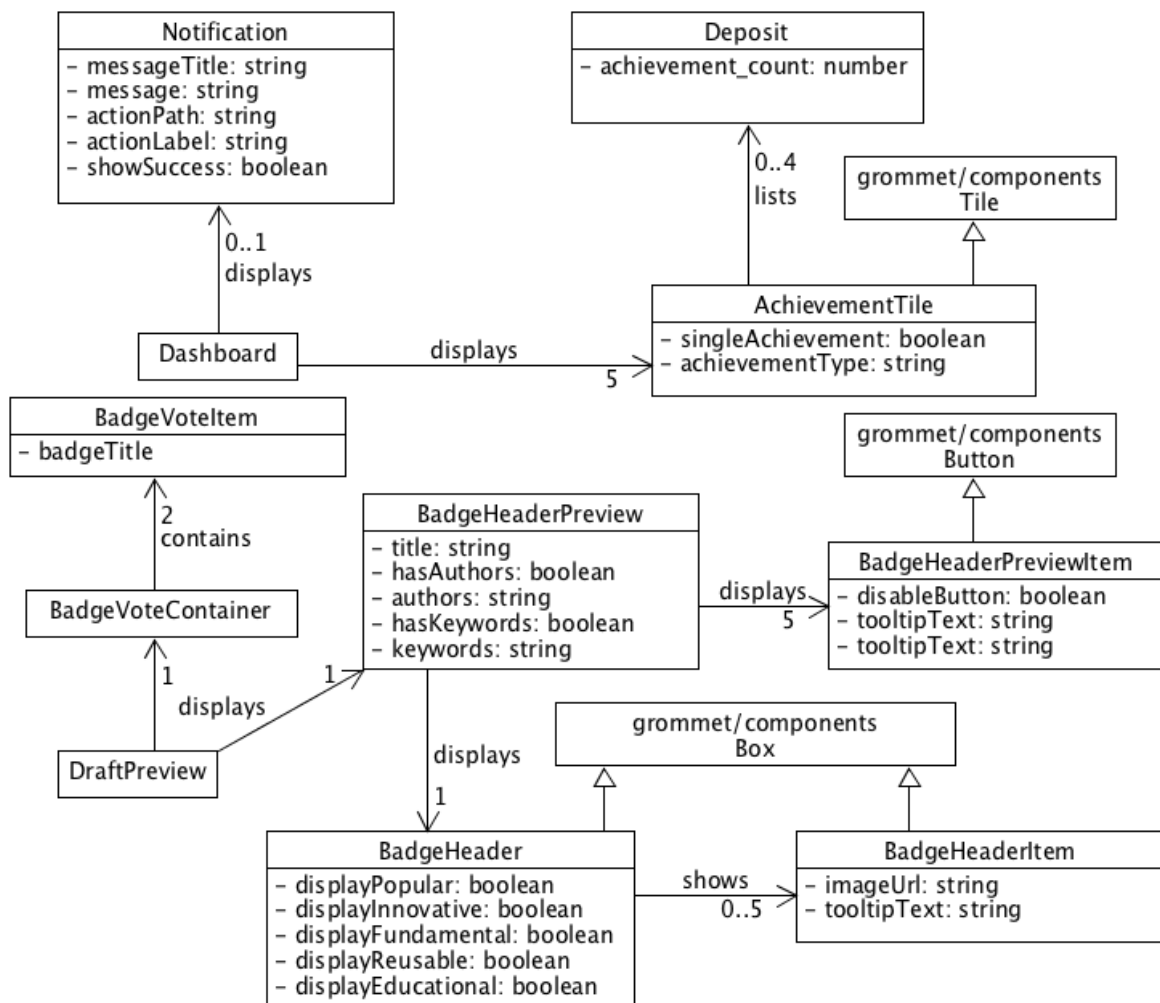 Notification
– messageTitle: string
– message: string
– actionPath: string
– actionLabel: string
– showSuccess: boolean
Deposit
– achievement_count: number
0..4
lists
grommet/components
Tile
0..1
displays
AchievementTile
– singleAchievement: boolean
– achievementType: string
Dashboard
displays
5
BadgeVoteItem
– badgeTitle
grommet/components
Button
2
contains
BadgeHeaderPreview
– title: string
– hasAuthors: boolean
– authors: string
– hasKeywords: boolean
– keywords: string
displays
5
BadgeHeaderPreviewItem
– disableButton: boolean
– tooltipText: string
– tooltipText: string
BadgeVoteContainer
1
displays
1
DraftPreview
displays
1
grommet/components
Box
BadgeHeader
– displayPopular: boolean
– displayInnovative: boolean
– displayFundamental: boolean
– displayReusable: boolean
– displayEducational: boolean
shows
0..5
BadgeHeaderItem
– imageUrl: string
– tooltipText: string